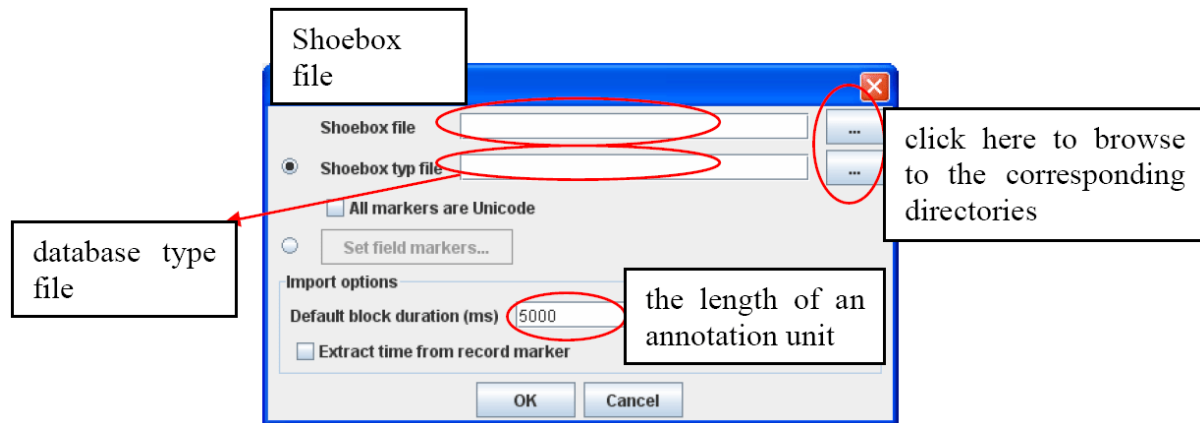 Shoebox
file
Shoebox file
...
click here to browse
to the corresponding
directories
Shoebox typ file
...
All markers are Unicode
database type
file
Set field markers...
Import options
the length of an
annotation unit
Default block duration (ms)
5000
Extract time from record marker
OK
Cancel